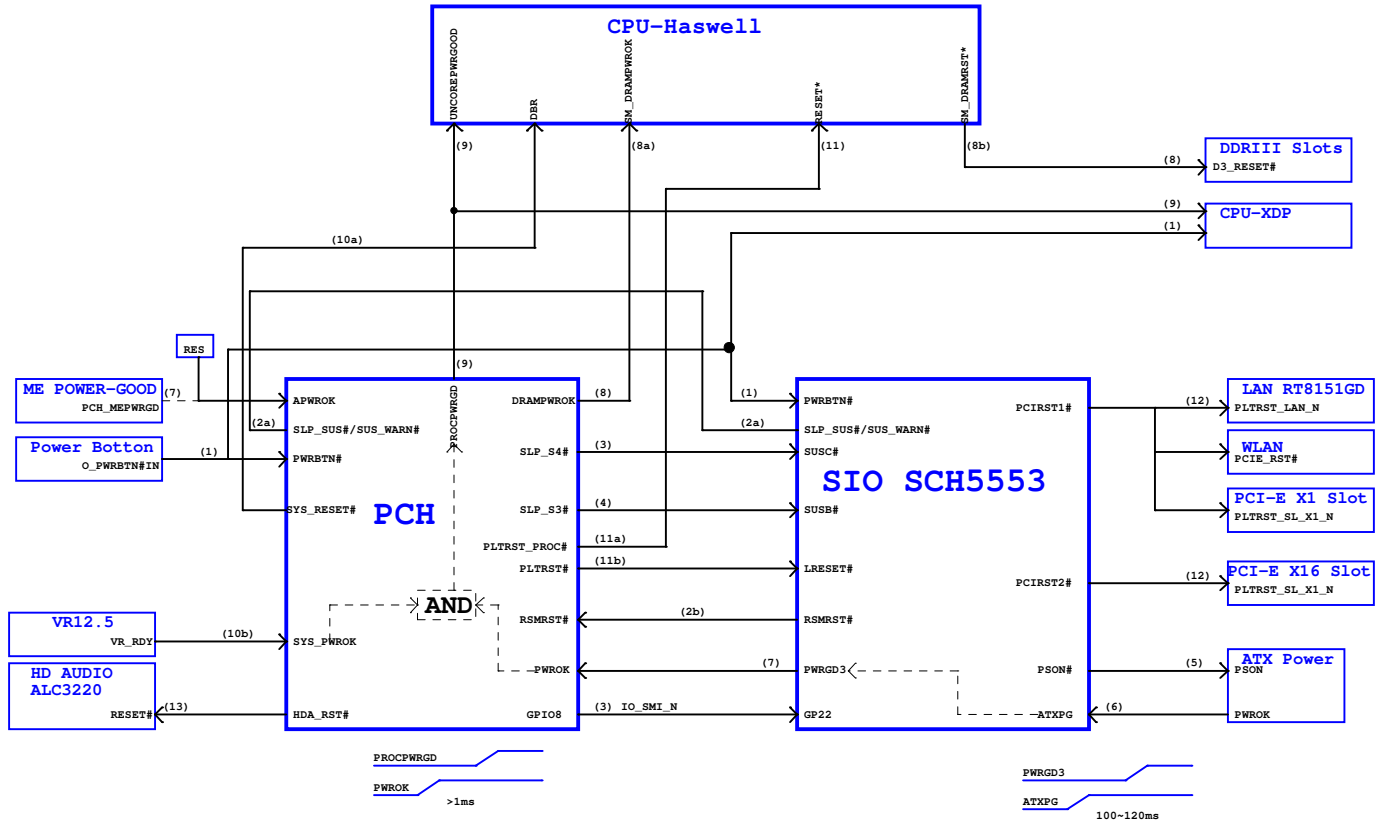 CPU-Haswell
UNCOREPWRGOOD
DBR
SM_DRAMPWROK
RESET*
SM_DRAMRST*
(9)
(8a)
(11)
(8b)
(8)
DDRIII Slots
D3_RESET#
(9)
CPU-XDP
(1)
(10a)
RES
(9)
ME POWER-GOOD
(7)
PCH_MEPWRGD
Power Botton
O_PWRBTN#IN
(1)
(2a)
APWROK
SLP_SUS#/SUS_WARN#
PWRBTN#
SYS_RESET#
PCH
PROCPWRGD
DRAMPWROK
SLP_S4#
SLP_S3#
PLTRST_PROC#
PLTRST#
AND
RSMRST#
SYS_PWROK
PWROK
HDA_RST#
GPIO8
(8)
(3)
(4)
(11a)
(11b)
(2b)
(7)
(3) IO_SMI_N
(1)
(2a)
VR12.5
VR_RDY
(10b)
HD AUDIO
ALC3220
RESET#
(13)
PWRBTN#
SLP_SUS#/SUS_WARN#
SUSC#
SIO SCH5553
SUSB#
LRESET#
RSMRST#
PWRGD3
GP22
PCIRST1#
PCIRST2#
PSON#
ATXPG
(12)
LAN RT8151GD
PLTRST_LAN_N
WLAN
PCIE_RST#
PCI-E X1 Slot
PLTRST_SL_X1_N
(12)
PCI-E X16 Slot
PLTRST_SL_X1_N
(5)
ATX Power
PSON
(6)
PWROK
PROCPWRGD
PWROK
>1ms
PWRGD3
ATXPG
100~120ms